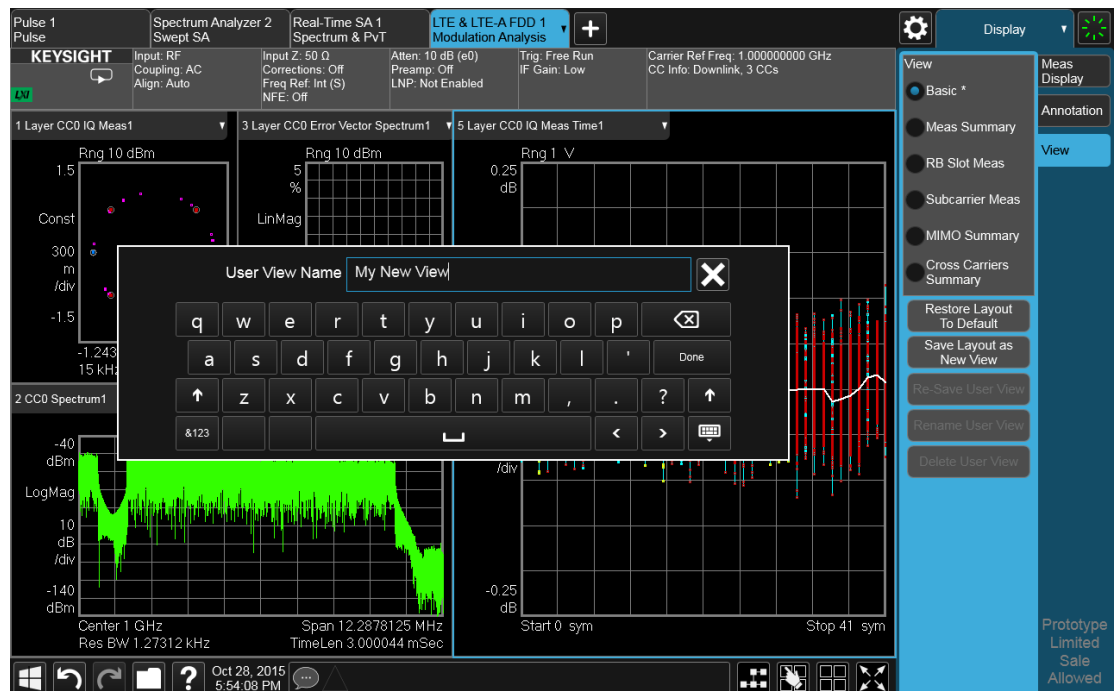 Pulse 1
Pulse
Spectrum Analyzer 2
Swept SA
Real-Time SA 1
Spectrum & PvT
LTE & LTE-A FDD 1
Modulation Analysis
Display
KEYSIGHT
LXI
Input: RF
Coupling: AC
Align: Auto
Input Z: 50 Ω
Corrections: Off
Freq Ref: Int (S)
NFE: Off
Atten: 10 dB (e0)
Preamp: Off
LNP: Not Enabled
Trig: Free Run
IF Gain: Low
Carrier Ref Freq: 1.000000000 GHz
CC Info: Downlink, 3 CCs
View
Basic *
Meas Summary
RB Slot Meas
Subcarrier Meas
MIMO Summary
Cross Carriers
Summary
Restore Layout
To Default
Save Layout as
New View
Re-Save User View
Rename User View
Delete User View
Meas
Display
Annotation
View
1 Layer CC0 IQ Meas1
Rng 10 dBm
1.5
Const
300
m
/div
-1.5
-1.243
15 kHz
3 Layer CC0 Error Vector Spectrum1
Rng 10 dBm
5
%
LinMag
5 Layer CC0 IQ Meas Time1
Rng 1 V
0.25
dB
/div
-0.25
dB
Start 0 sym
Stop 41 sym
User View Name
My New View
q w e r t y u i o p
a s d f g h j k l ' Done
z x c v b n m , . ?
&123 < >
2 CC0 Spectrum1
-40
dBm
LogMag
10
dB
/div
-140
dBm
Center 1 GHz
Span 12.2878125 MHz
Res BW 1.27312 kHz
TimeLen 3.000044 mSec
Prototype
Limited
Sale
Allowed
?
Oct 28, 2015
5:54:08 PM